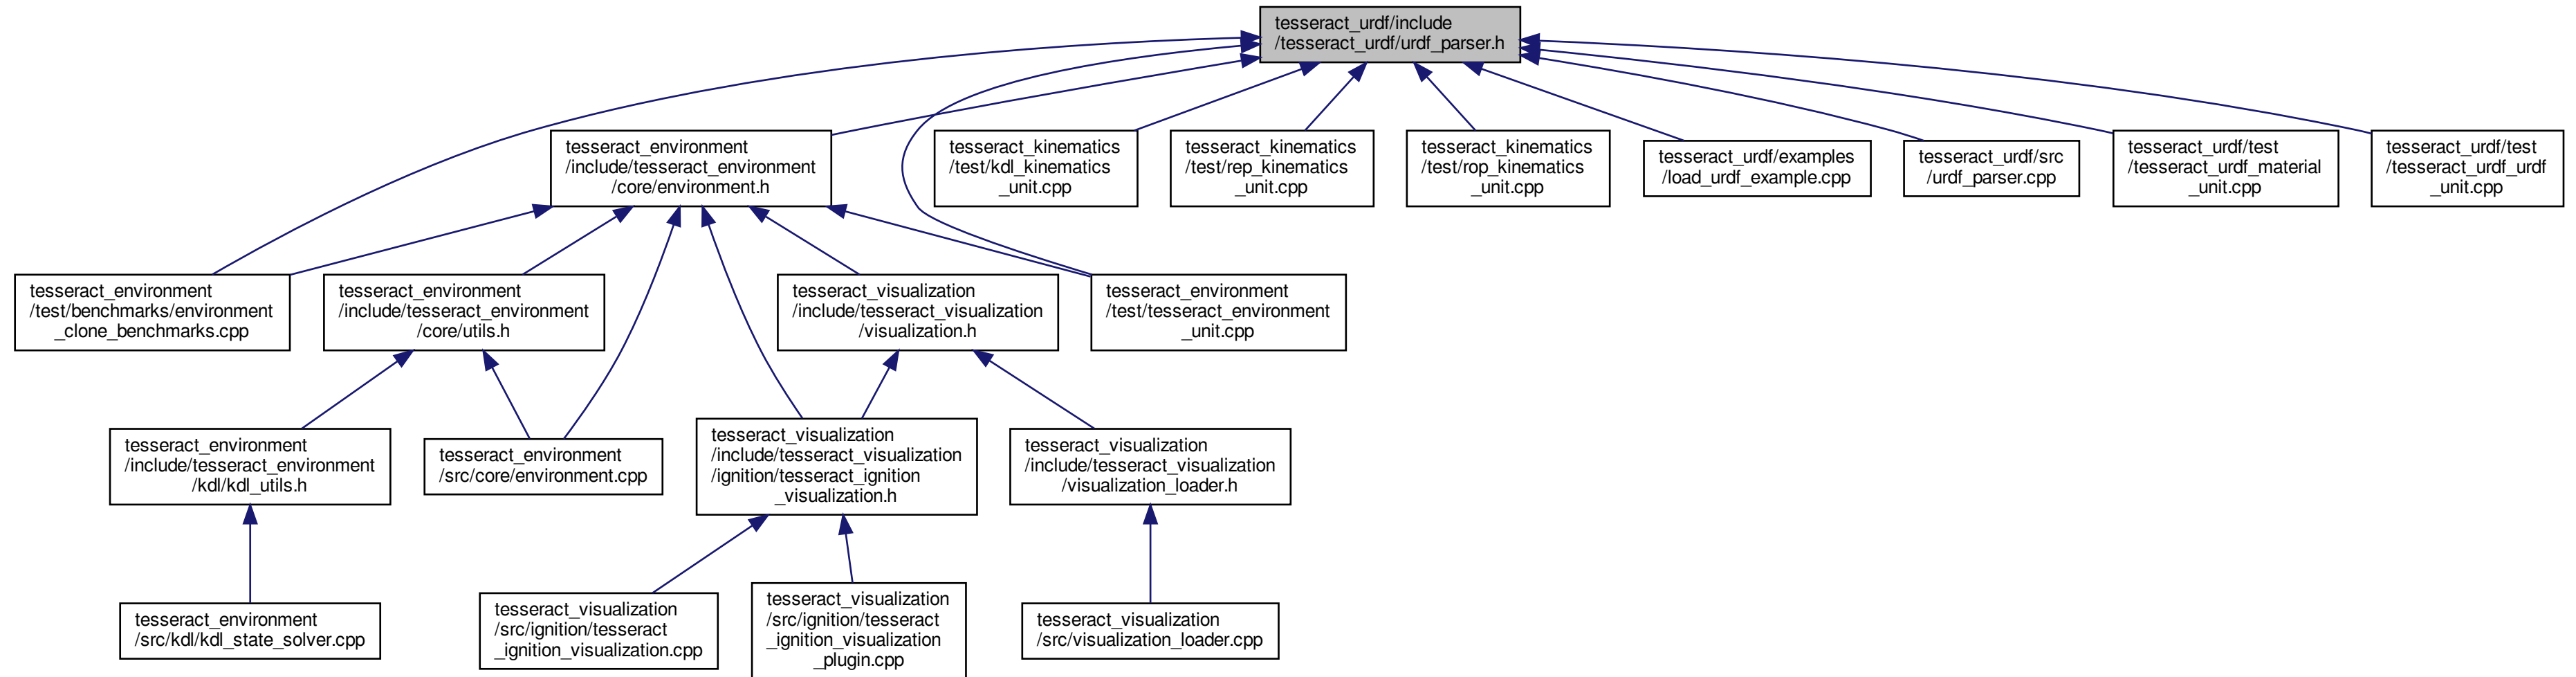 tesseract_urdf/include
/tesseract_urdf/urdf_parser.h
tesseract_environment
/include/tesseract_environment
/core/environment.h
tesseract_kinematics
/test/kdl_kinematics
_unit.cpp
tesseract_kinematics
/test/rep_kinematics
_unit.cpp
tesseract_kinematics
/test/rop_kinematics
_unit.cpp
tesseract_urdf/examples
/load_urdf_example.cpp
tesseract_urdf/src
/urdf_parser.cpp
tesseract_urdf/test
/tesseract_urdf_material
_unit.cpp
tesseract_urdf/test
/tesseract_urdf_urdf
_unit.cpp
tesseract_environment
/test/benchmarks/environment
_clone_benchmarks.cpp
tesseract_environment
/include/tesseract_environment
/core/utils.h
tesseract_visualization
/include/tesseract_visualization
/visualization.h
tesseract_environment
/test/tesseract_environment
_unit.cpp
tesseract_environment
/include/tesseract_environment
/kdl/kdl_utils.h
tesseract_environment
/src/core/environment.cpp
tesseract_visualization
/include/tesseract_visualization
/ignition/tesseract_ignition
_visualization.h
tesseract_visualization
/include/tesseract_visualization
/visualization_loader.h
tesseract_environment
/src/kdl/kdl_state_solver.cpp
tesseract_visualization
/src/ignition/tesseract
_ignition_visualization.cpp
tesseract_visualization
/src/ignition/tesseract
_ignition_visualization
_plugin.cpp
tesseract_visualization
/src/visualization_loader.cpp